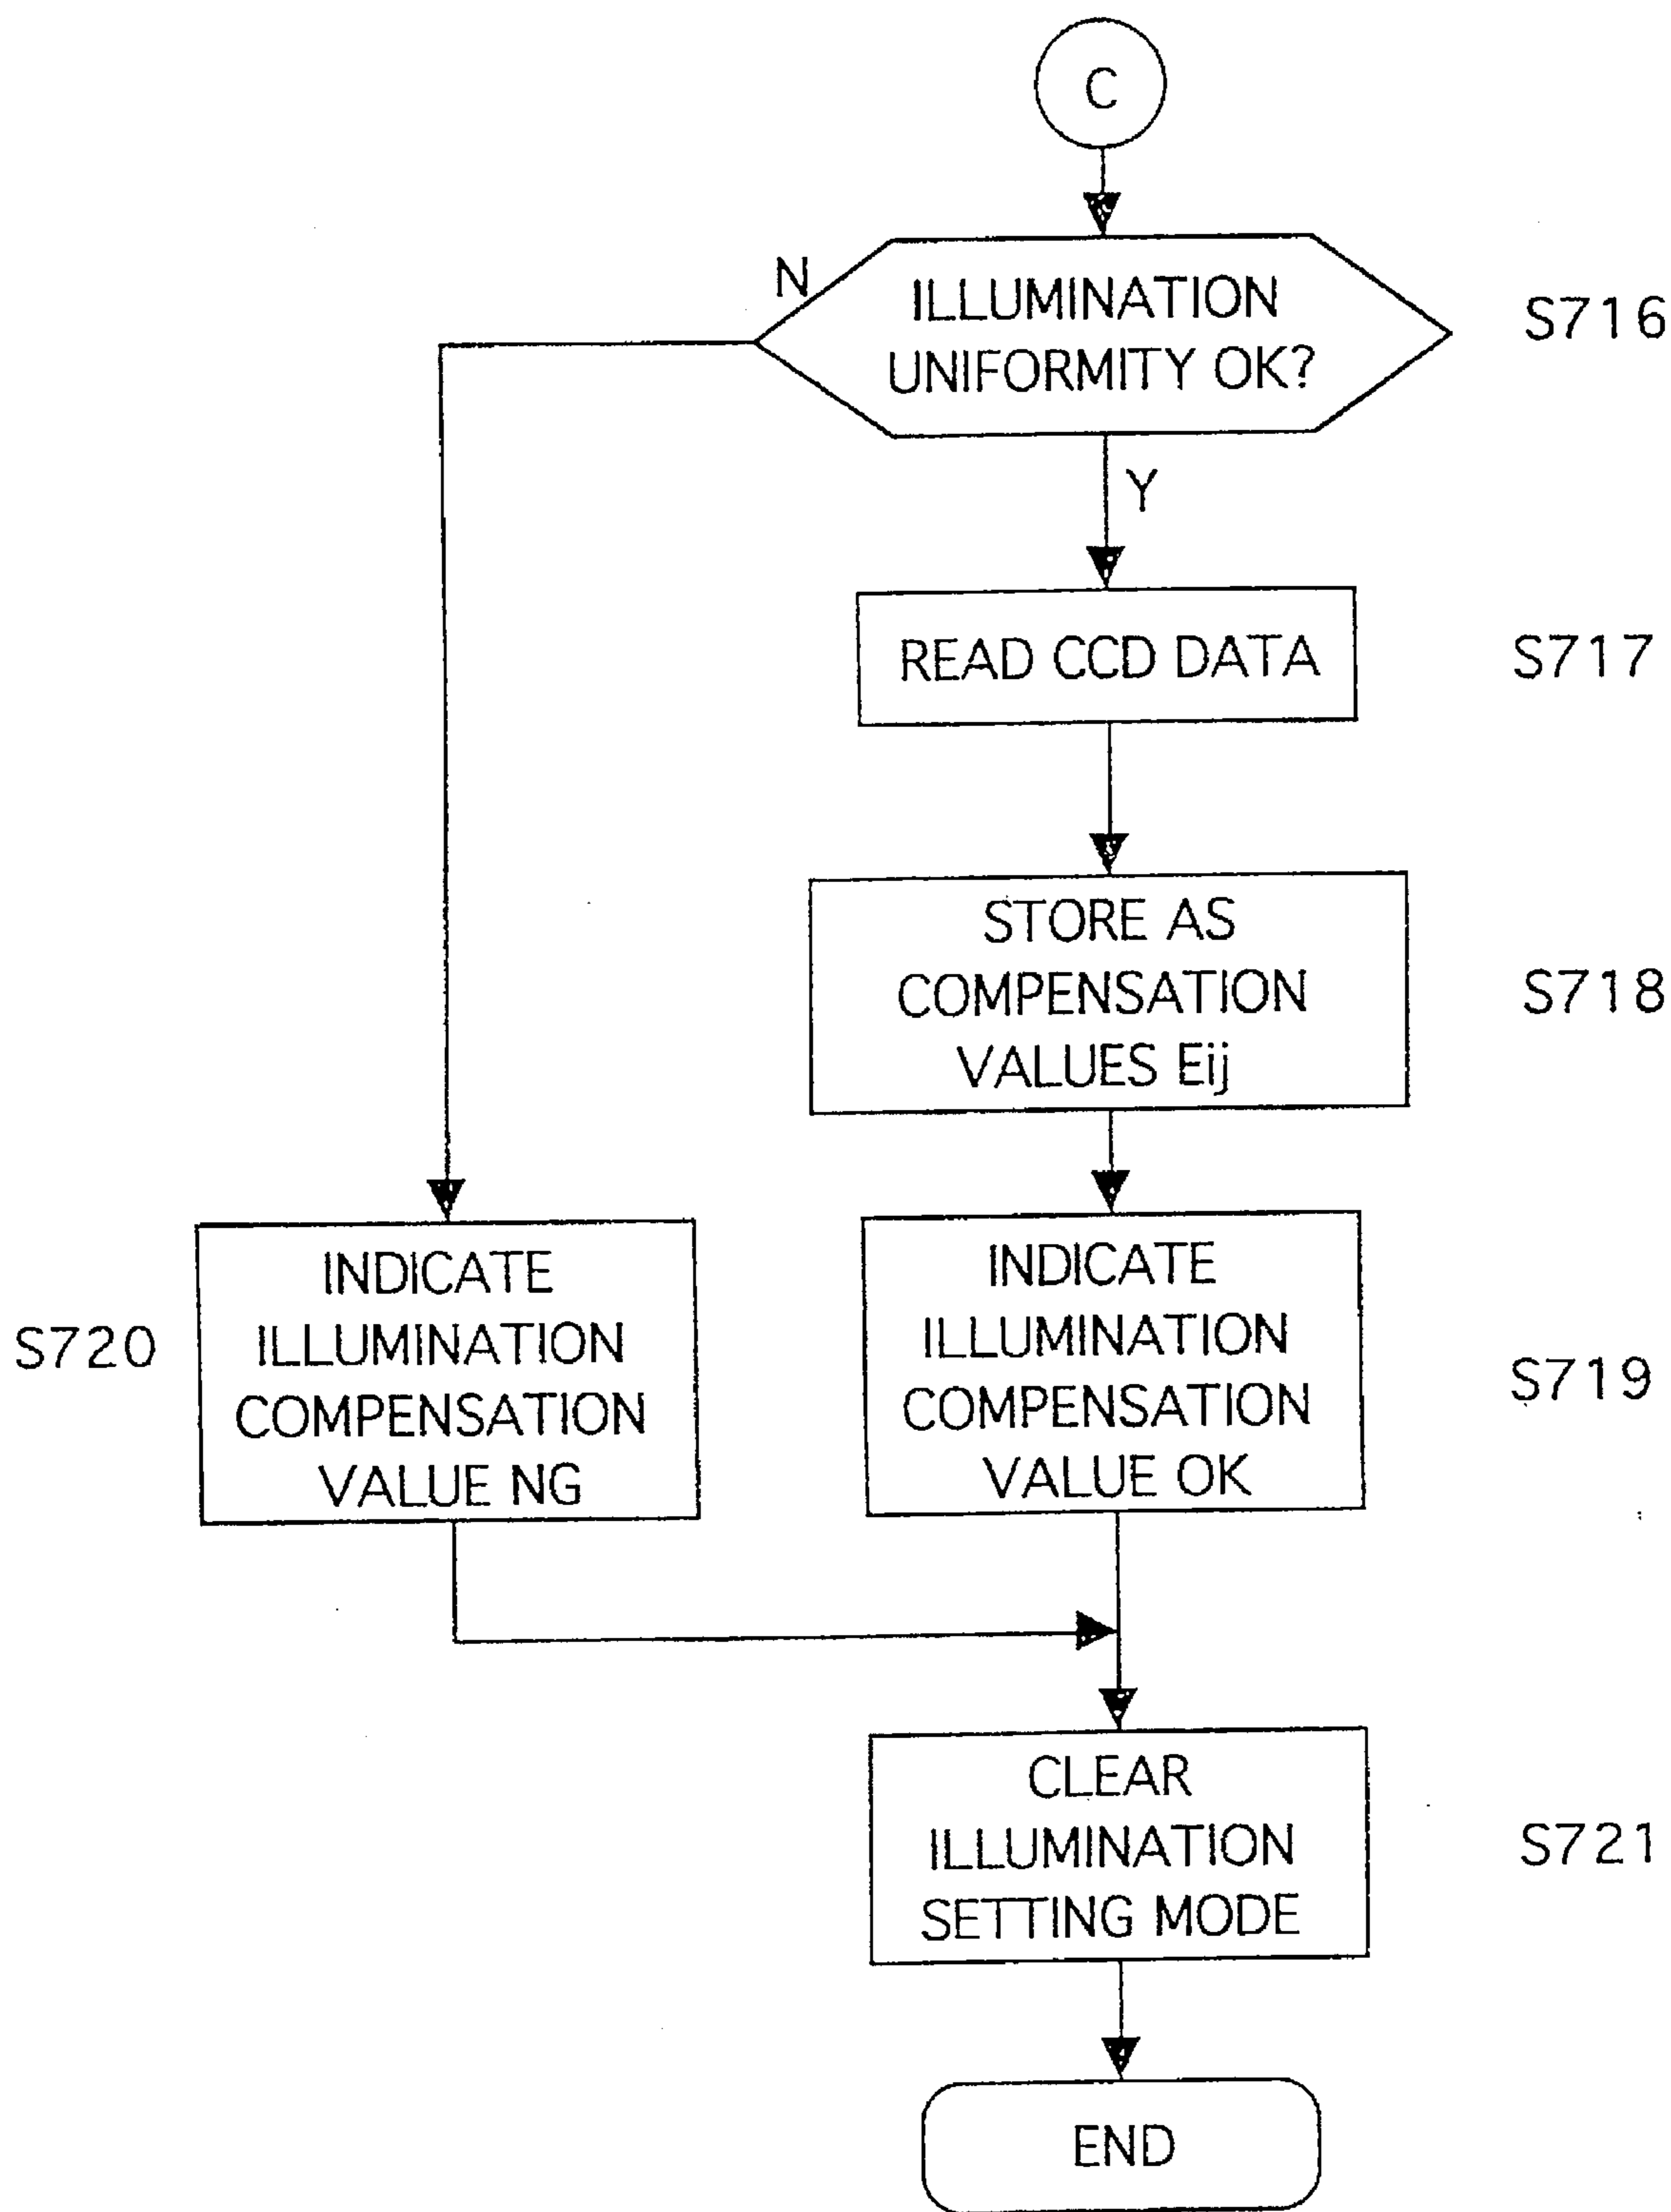 C
N
ILLUMINATION
UNIFORMITY OK?
S716
Y
READ CCD DATA
S717
STORE AS
COMPENSATION
VALUES Eij
S718
INDICATE
ILLUMINATION
COMPENSATION
VALUE NG
S720
INDICATE
ILLUMINATION
COMPENSATION
VALUE OK
S719
CLEAR
ILLUMINATION
SETTING MODE
S721
END